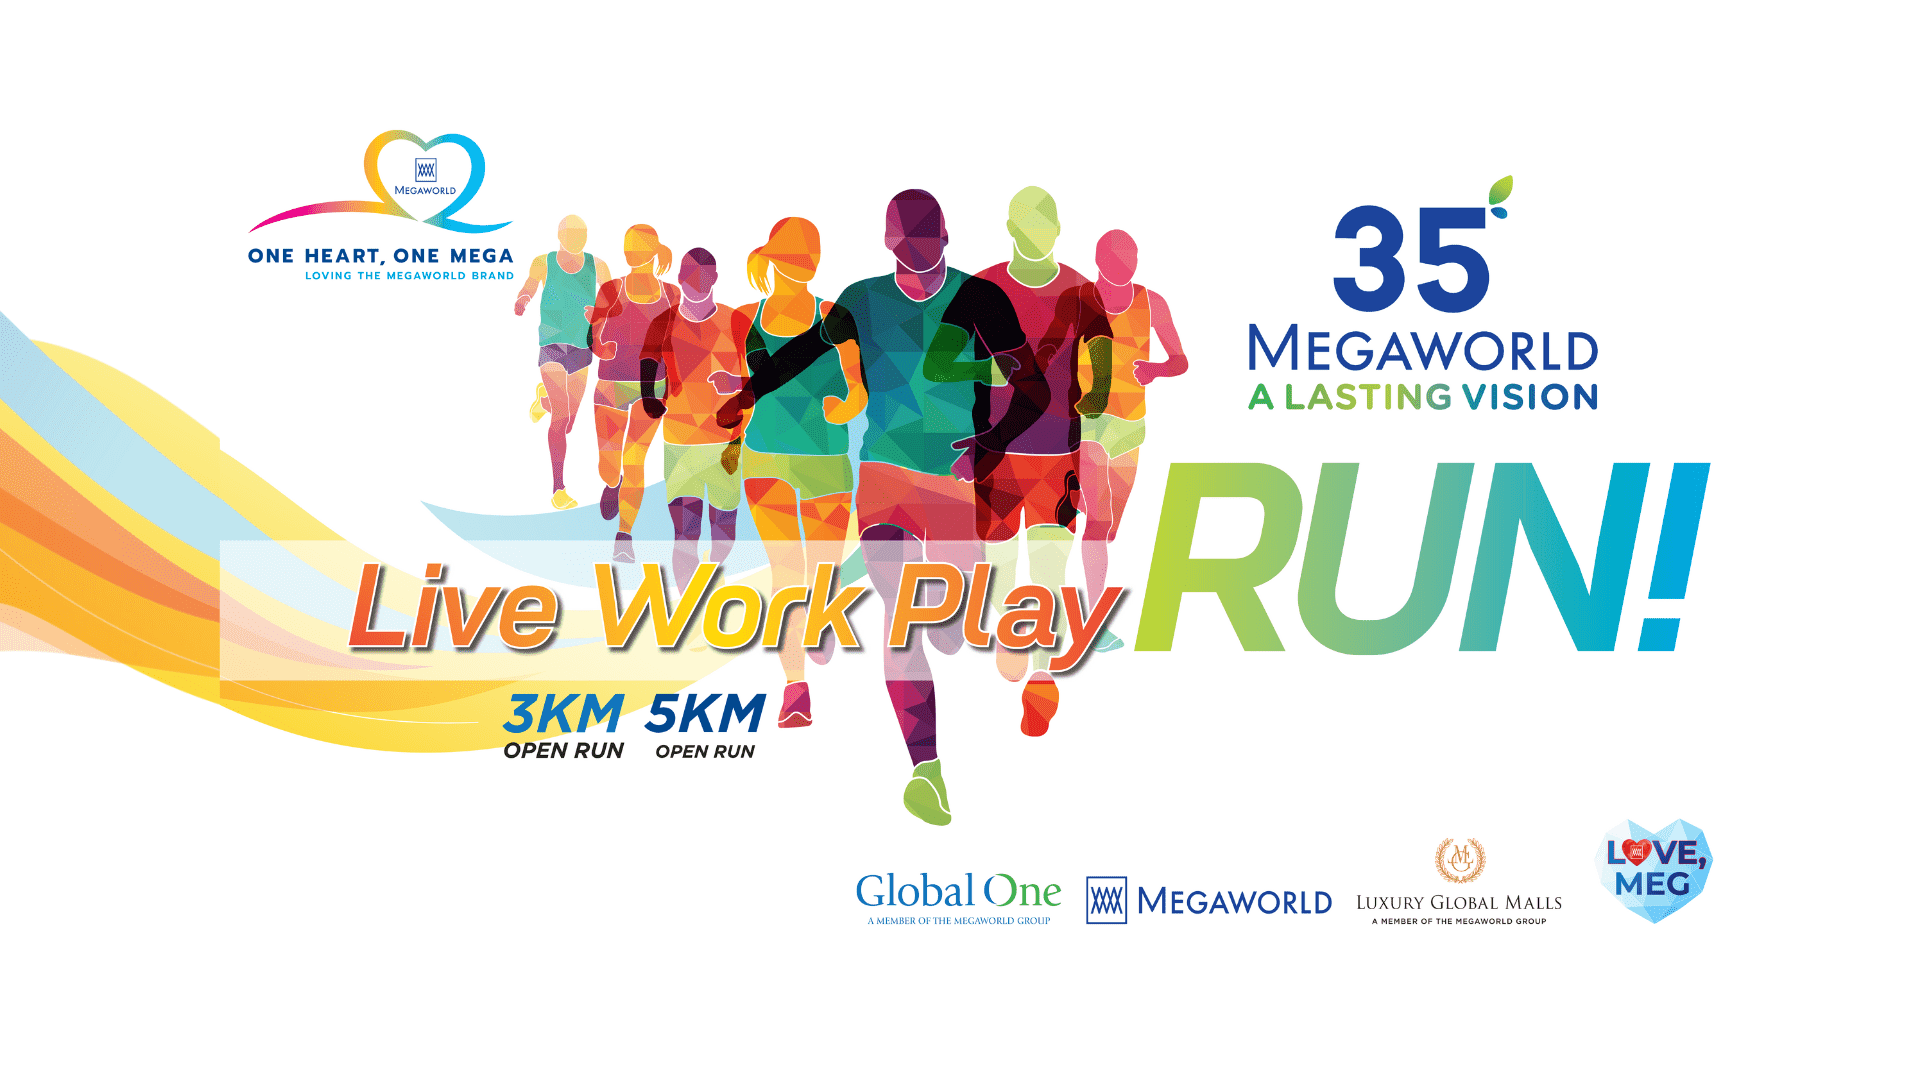 MEGAWORLD
ONE HEART, ONE MEGA
LOVING THE MEGAWORLD BRAND
35
MEGAWORLD
A LASTING VISION
Live Work Play RUN!
3KM 5KM
OPEN RUN OPEN RUN
Global One
A MEMBER OF THE MEGAWORLD GROUP
MEGAWORLD
LUXURY GLOBAL MALLS
A MEMBER OF THE MEGAWORLD GROUP
LOVE,
MEG